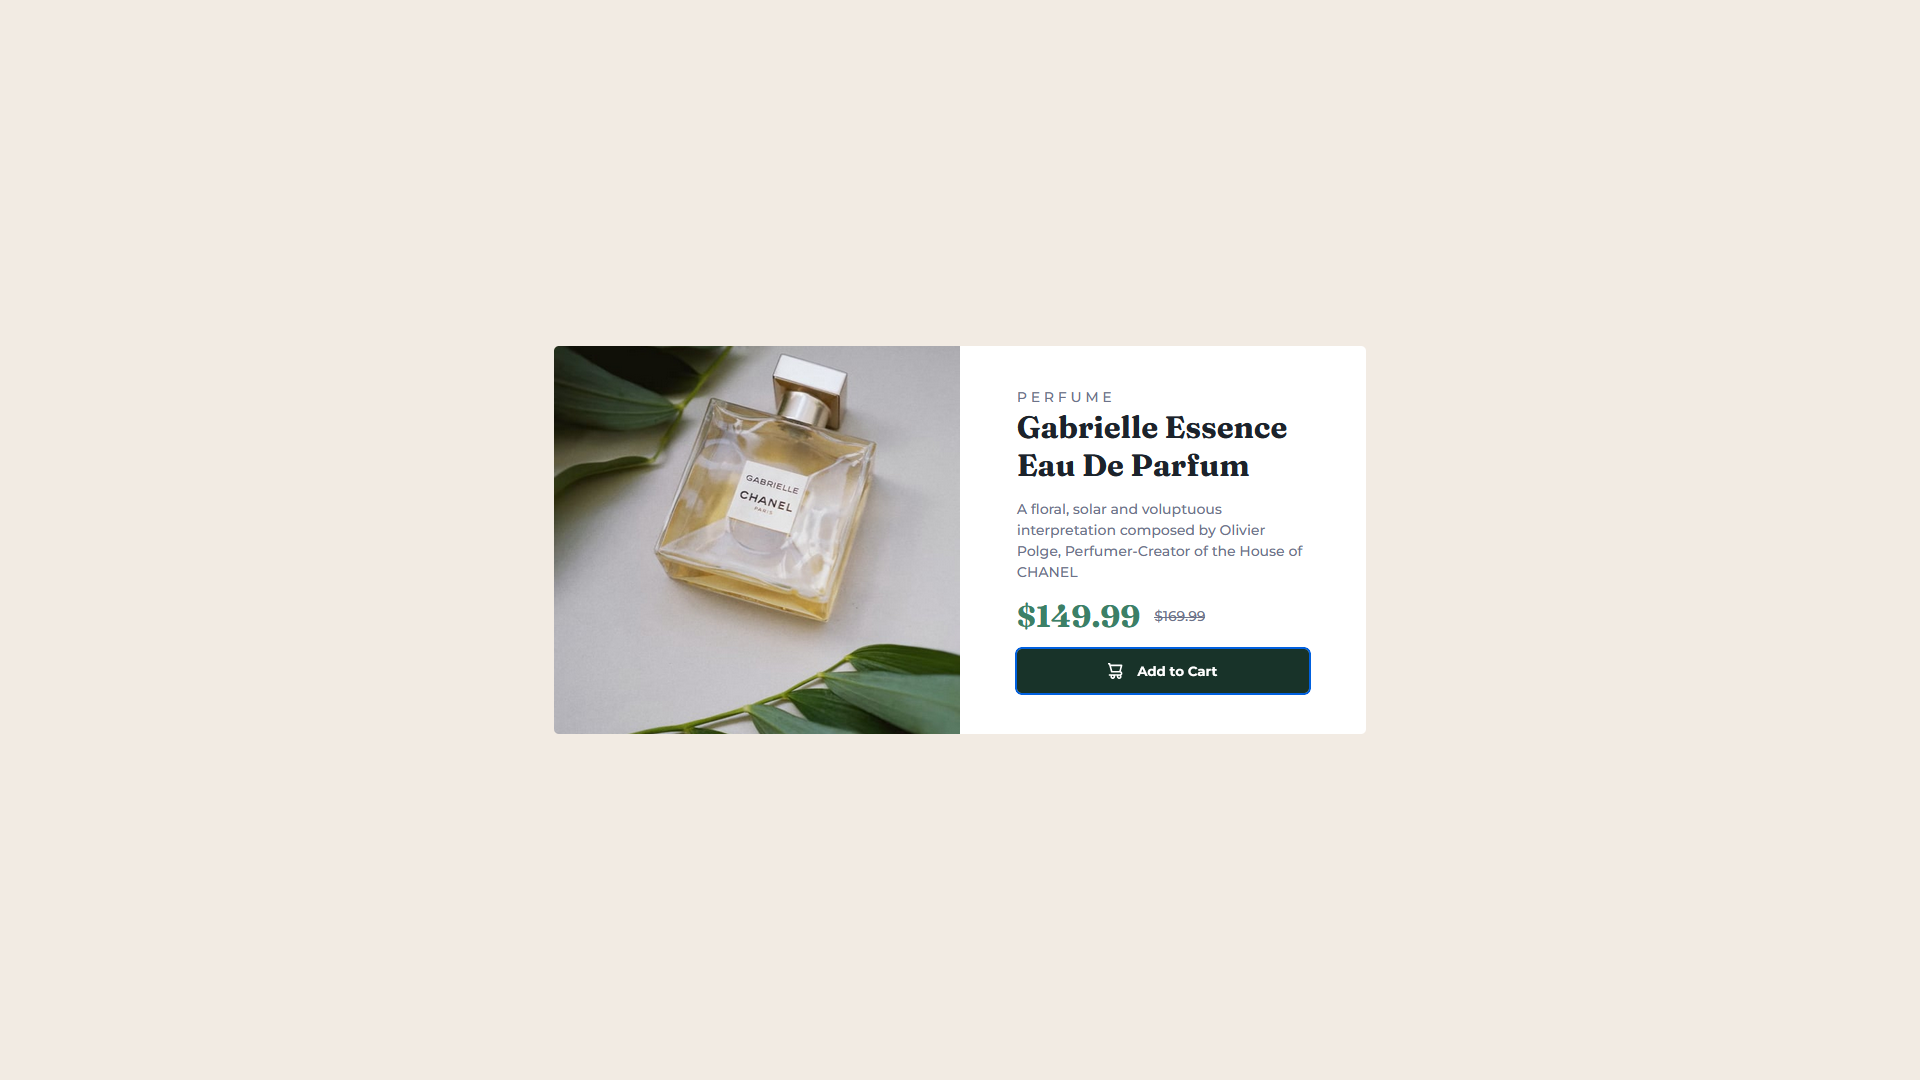 GABRIELLE
CHANEL
PARIS
PERFUME
Gabrielle Essence
Eau De Parfum
A floral, solar and voluptuous
interpretation composed by Olivier
Polge, Perfumer-Creator of the House of
CHANEL
$149.99 $169.99
Add to Cart